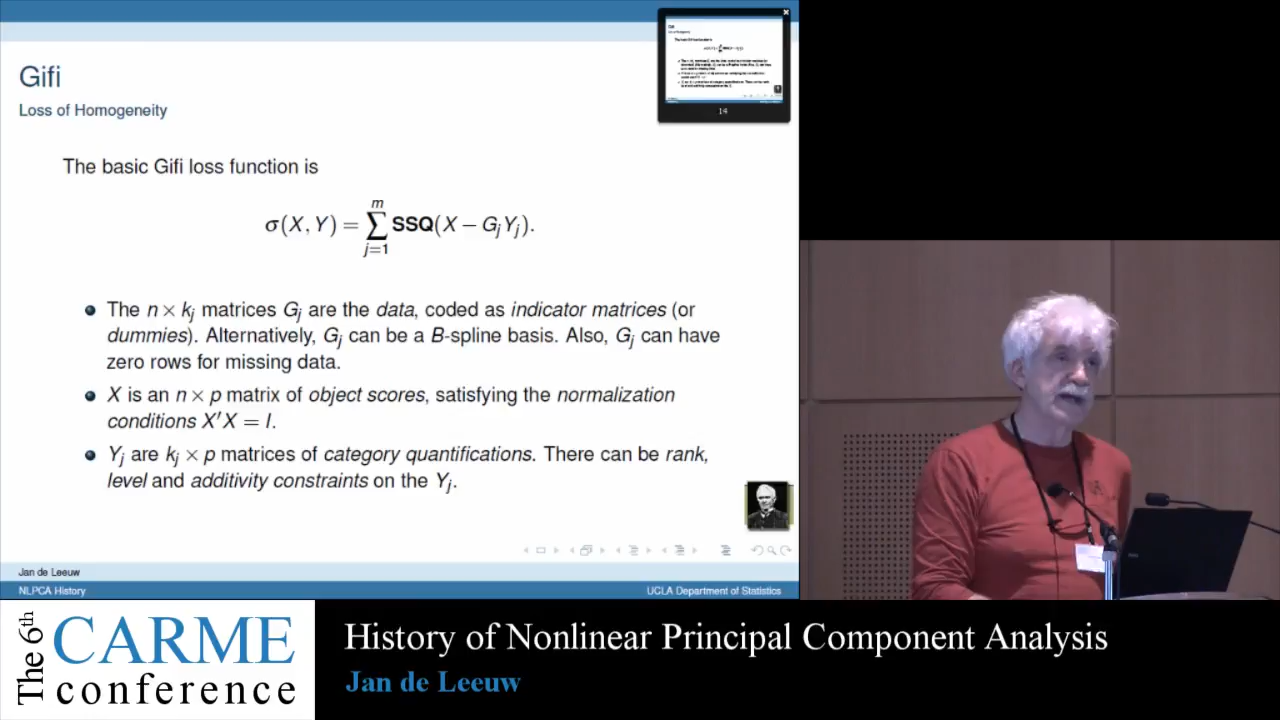 Gifi
Loss of Homogeneity
14
The basic Gifi loss function is
σ(X, Y) = ∑_{j=1}^{m} SSQ(X − G_j Y_j).
The n × k_j matrices G_j are the data, coded as indicator matrices (or
dummies). Alternatively, G_j can be a B-spline basis. Also, G_j can have
zero rows for missing data.
X is an n × p matrix of object scores, satisfying the normalization
conditions X′X = I.
Y_j are k_j × p matrices of category quantifications. There can be rank,
level and additivity constraints on the Y_j.
Jan de Leeuw
NLPCA History
UCLA Department of Statistics
The 6th
CARME
conference
History of Nonlinear Principal Component Analysis
Jan de Leeuw